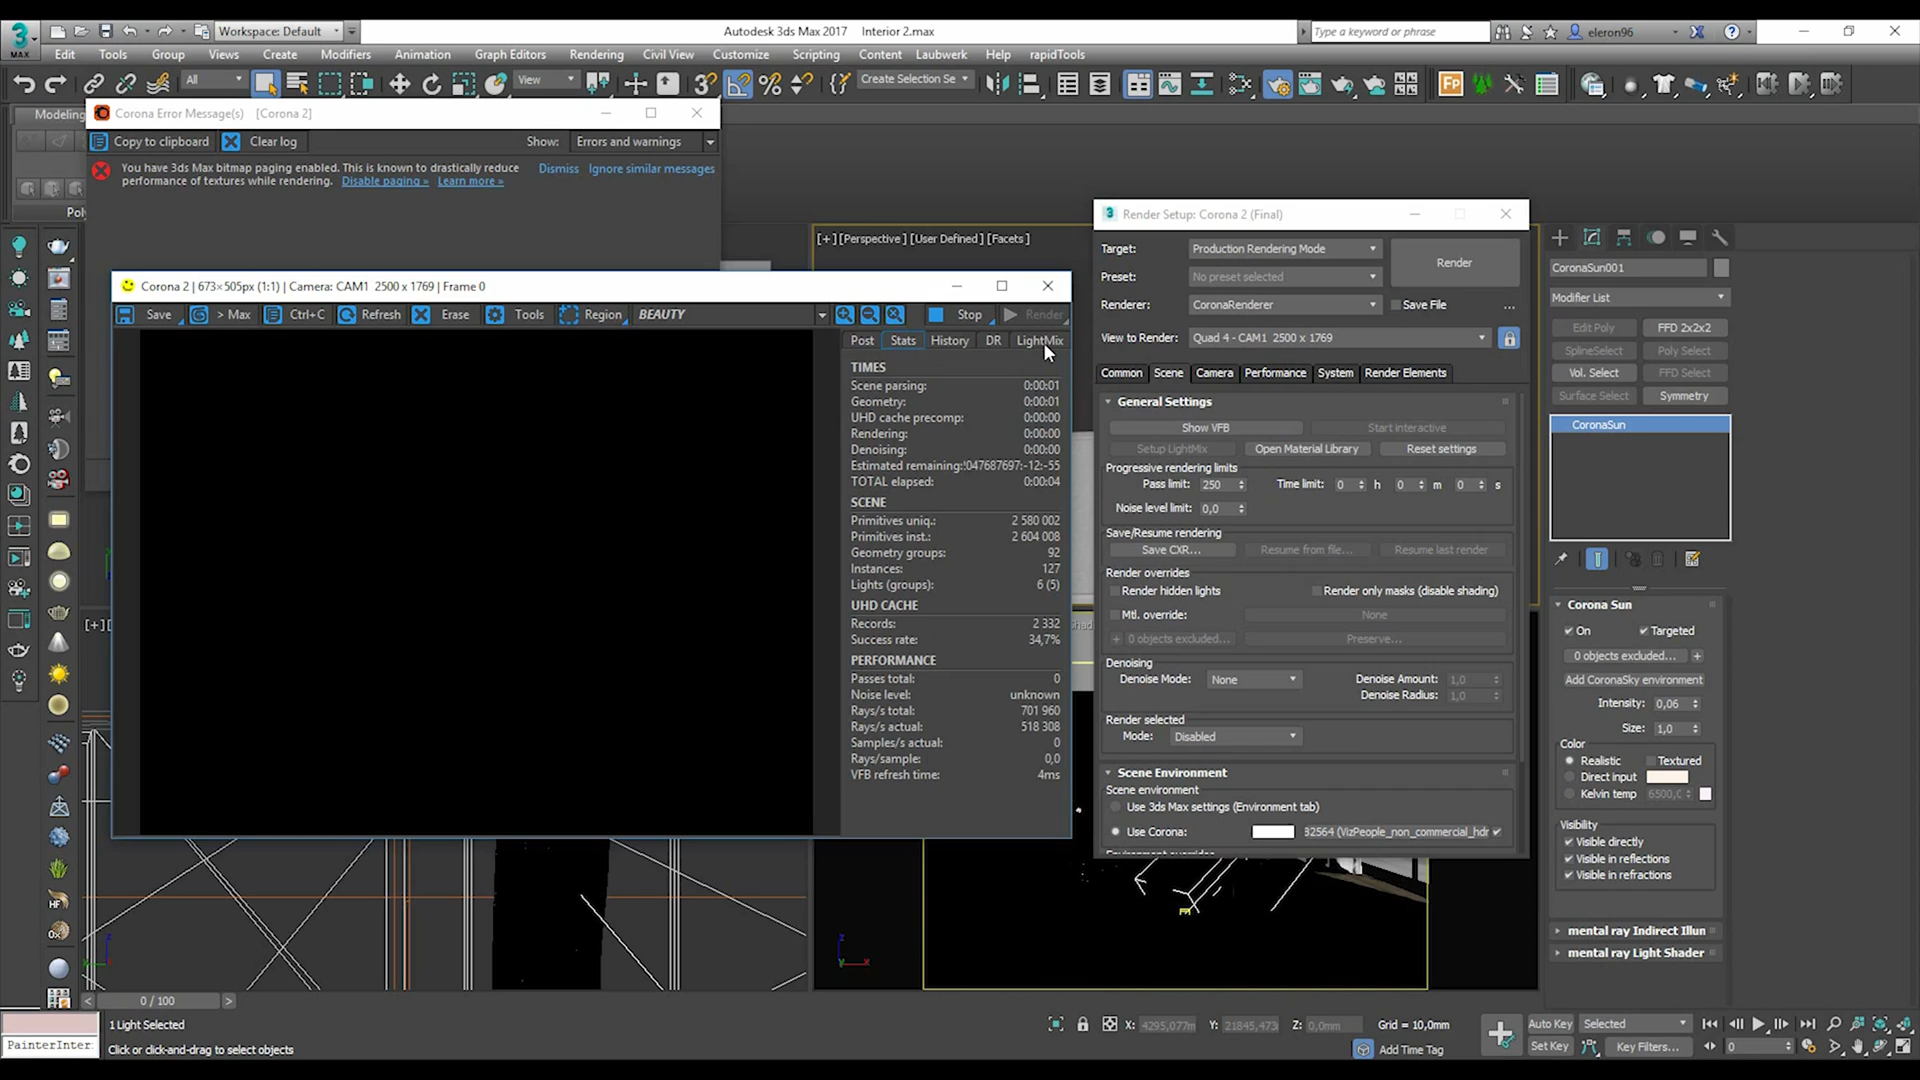 Workspace: Default
Autodesk 3ds Max 2017 Interior 2.max
Type a keyword or phrase
eleron96
MAX
Edit Tools Group Views Create Modifiers Animation Graph Editors Rendering Civil View Customize Scripting Content Laubwerk Help rapidTools
All
View
Create Selection Se
Fp
Modeling
Corona Error Message(s) [Corona 2]
Copy to clipboard Clear log Show: Errors and warnings
You have 3ds Max bitmap paging enabled. This is known to drastically reduce
performance of textures while rendering. Disable paging » Learn more »
Dismiss Ignore similar messages
Pol
[+] [Perspective] [User Defined] [Facets]
Corona 2 | 673×505px (1:1) | Camera: CAM1 2500 x 1769 | Frame 0
Save > Max Ctrl+C Refresh Erase Tools Region BEAUTY Stop Render
Post Stats History DR LightMix
TIMES
Scene parsing: 0:00:01
Geometry: 0:00:01
UHD cache precomp: 0:00:00
Rendering: 0:00:00
Denoising: 0:00:00
Estimated remaining: 047687697:-12:-55
TOTAL elapsed: 0:00:04
SCENE
Primitives uniq.: 2 580 002
Primitives inst.: 2 604 008
Geometry groups: 92
Instances: 127
Lights (groups): 6 (5)
UHD CACHE
Records: 2 332
Success rate: 34,7%
PERFORMANCE
Passes total: 0
Noise level: unknown
Rays/s total: 701 960
Rays/s actual: 518 308
Samples/s actual: 0
Rays/sample: 0,0
VFB refresh time: 4ms
Render Setup: Corona 2 (Final)
Target: Production Rendering Mode
Render
Preset: No preset selected
Renderer: CoronaRenderer Save File ...
View to Render: Quad 4 - CAM1 2500 x 1769
Common Scene Camera Performance System Render Elements
General Settings
Show VFB Start interactive
Setup LightMix Open Material Library Reset settings
Progressive rendering limits
Pass limit: 250 Time limit: 0 h 0 m 0 s
Noise level limit: 0,0
Save/Resume rendering
Save CXR... Resume from file... Resume last render
Render overrides
Render hidden lights Render only masks (disable shading)
Mtl. override: None
+ 0 objects excluded... Preserve...
Denoising
Denoise Mode: None Denoise Amount: 1,0
Denoise Radius: 1,0
Render selected
Mode: Disabled
Scene Environment
Scene environment
Use 3ds Max settings (Environment tab)
Use Corona: 32564 (VizPeople_non_commercial_hdr
CoronaSun001
Modifier List
Edit Poly FFD 2x2x2
SplineSelect Poly Select
Vol. Select FFD Select
Surface Select Symmetry
CoronaSun
Corona Sun
On Targeted
0 objects excluded... +
Add CoronaSky environment
Intensity: 0,06
Size: 1,0
Color
Realistic Textured
Direct input
Kelvin temp 6500,0
Visibility
Visible directly
Visible in reflections
Visible in refractions
mental ray Indirect Illun
mental ray Light Shader
HF
z
x
z
y x
< 0 / 100 >
PainterInter:
1 Light Selected
Click or click-and-drag to select objects
X: 4295,077m Y: 21845,473 Z: 0,0mm Grid = 10,0mm
Add Time Tag
Auto Key Selected
Set Key Key Filters... 0